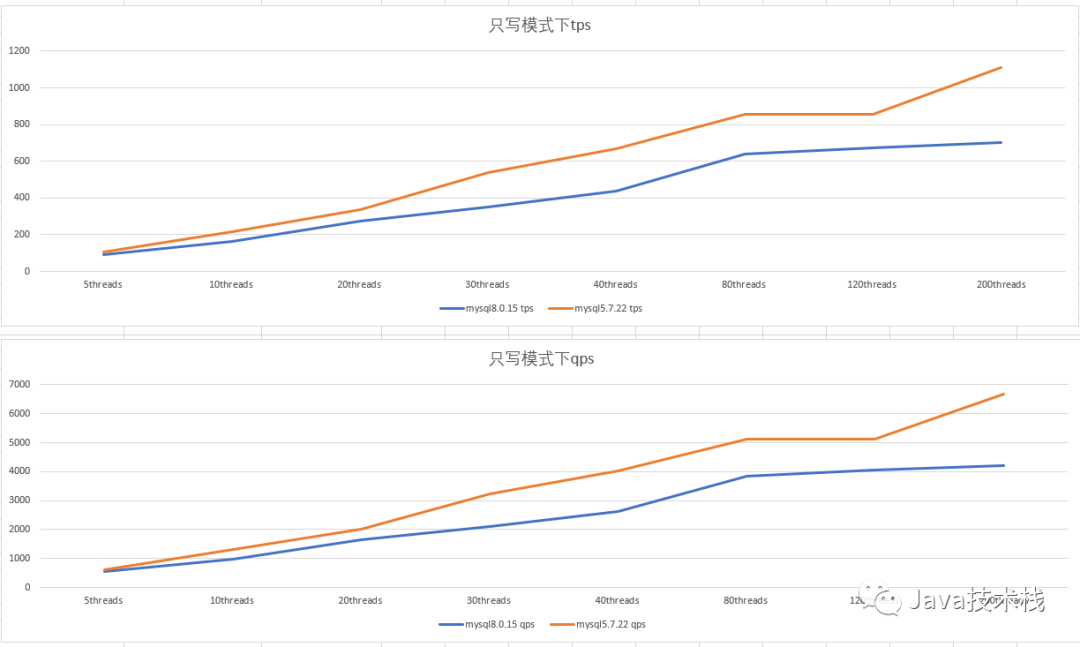 只写模式下tps
1200
1000
800
600
400
200
0
5threads 10threads 20threads 30threads 40threads 80threads 120threads 200threads
mysql8.0.15 tps mysql5.7.22 tps
只写模式下qps
7000
6000
5000
4000
3000
2000
1000
0
5threads 10threads 20threads 30threads 40threads 80threads
Java技术栈
mysql8.0.15 qps mysql5.7.22 qps